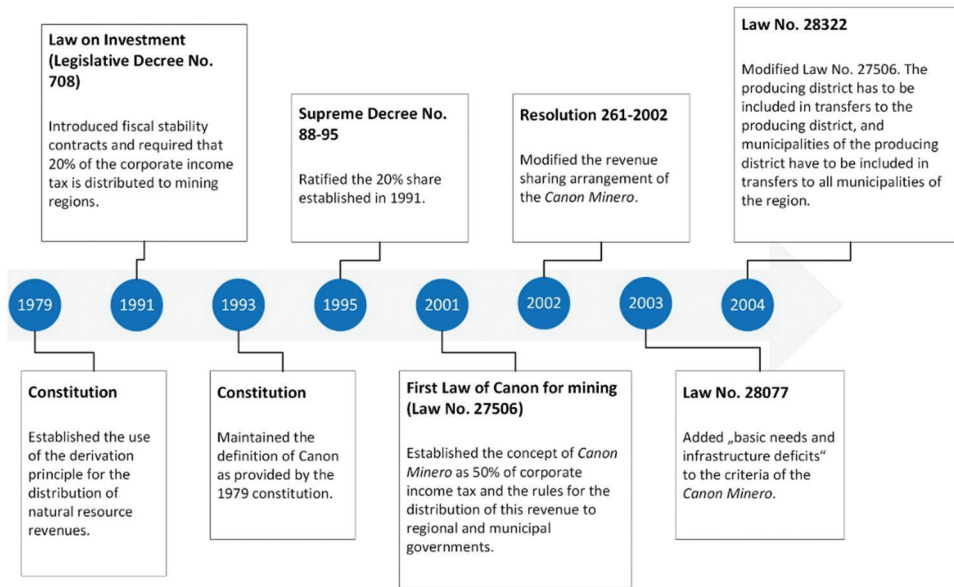 Law on Investment
(Legislative Decree No.
708)
Introduced fiscal stability
contracts and required that
20% of the corporate income
tax is distributed to mining
regions.
Supreme Decree No.
88-95
Ratified the 20% share
established in 1991.
Resolution 261-2002
Modified the revenue
sharing arrangement of
the Canon Minero.
Law No. 28322
Modified Law No. 27506. The
producing district has to be
included in transfers to the
producing district, and
municipalities of the producing
district have to be included in
transfers to all municipalities of
the region.
1979
1991
1993
1995
2001
2002
2003
2004
Constitution
Established the use
of the derivation
principle for the
distribution of
natural resource
revenues.
Constitution
Maintained the
definition of Canon
as provided by the
1979 constitution.
First Law of Canon for mining
(Law No. 27506)
Established the concept of Canon
Minero as 50% of corporate
income tax and the rules for the
distribution of this revenue to
regional and municipal
governments.
Law No. 28077
Added „basic needs and
infrastructure deficits“
to the criteria of the
Canon Minero.